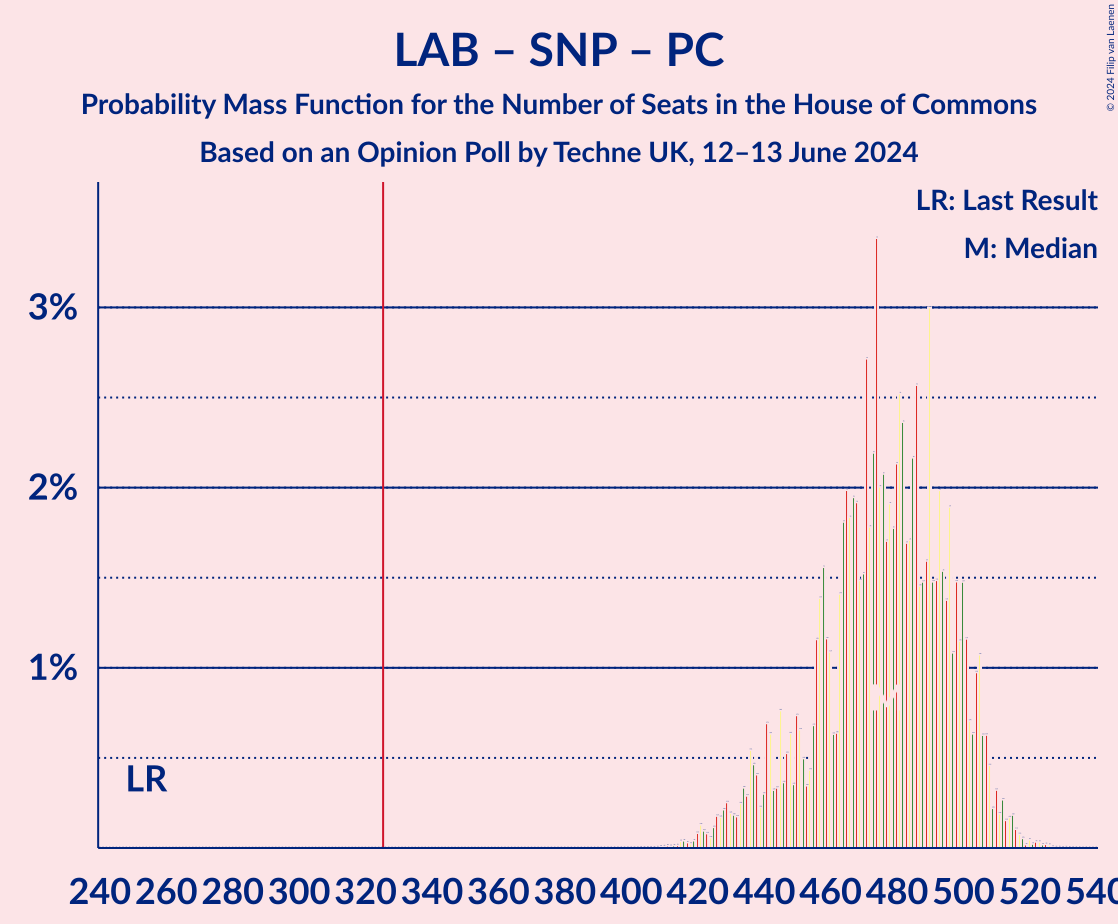 LAB – SNP – PC
Probability Mass Function for the Number of Seats in the House of Commons
Based on an Opinion Poll by Techne UK, 12–13 June 2024
© 2024 Filip van Laenen
LR: Last Result
M: Median
3%
2%
1%
LR
240 260 280 300 320 340 360 380 400 420 440 460 480 500 520 540